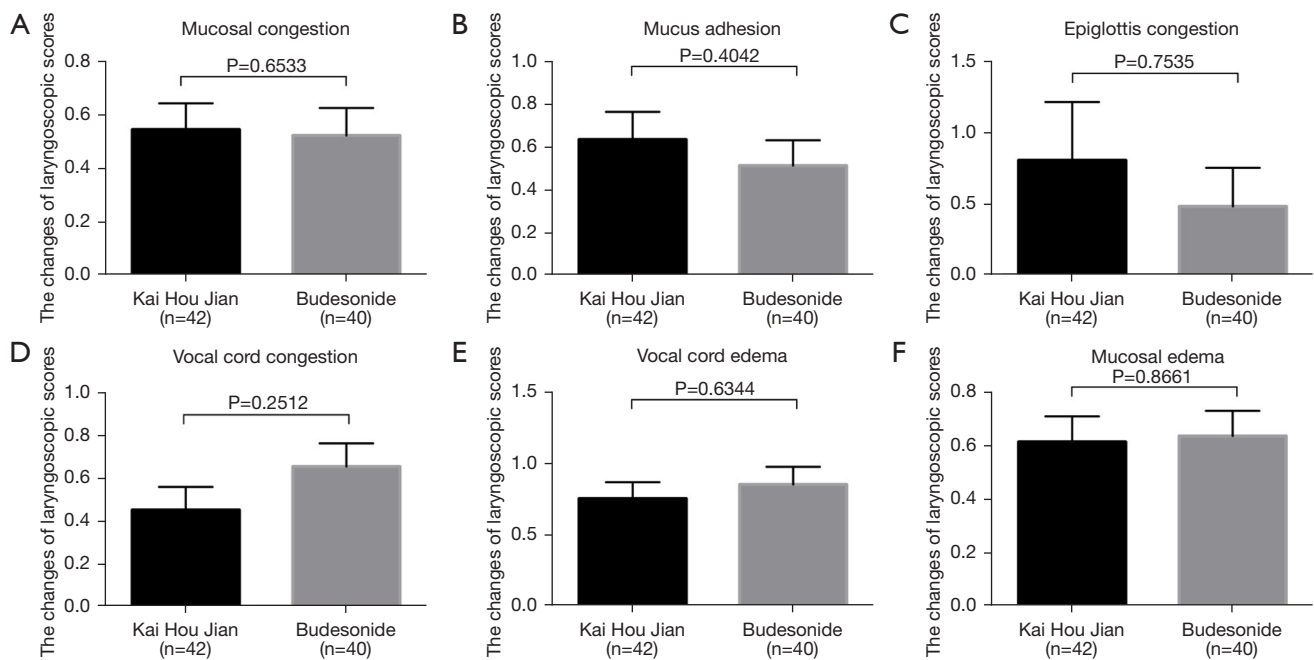 A
Mucosal congestion
The changes of laryngoscopic scores
0.8
0.6
0.4
0.2
0.0
P=0.6533
Kai Hou Jian
(n=42)
Budesonide
(n=40)
B
Mucus adhesion
The changes of laryngoscopic scores
1.0
0.8
0.6
0.4
0.2
0.0
P=0.4042
Kai Hou Jian
(n=42)
Budesonide
(n=40)
C
Epiglottis congestion
The changes of laryngoscopic scores
1.5
1.0
0.5
0.0
P=0.7535
Kai Hou Jian
(n=42)
Budesonide
(n=40)
D
Vocal cord congestion
The changes of laryngoscopic scores
1.0
0.8
0.6
0.4
0.2
0.0
P=0.2512
Kai Hou Jian
(n=42)
Budesonide
(n=40)
E
Vocal cord edema
The changes of laryngoscopic scores
1.5
1.0
0.5
0.0
P=0.6344
Kai Hou Jian
(n=42)
Budesonide
(n=40)
F
Mucosal edema
The changes of laryngoscopic scores
0.8
0.6
0.4
0.2
0.0
P=0.8661
Kai Hou Jian
(n=42)
Budesonide
(n=40)